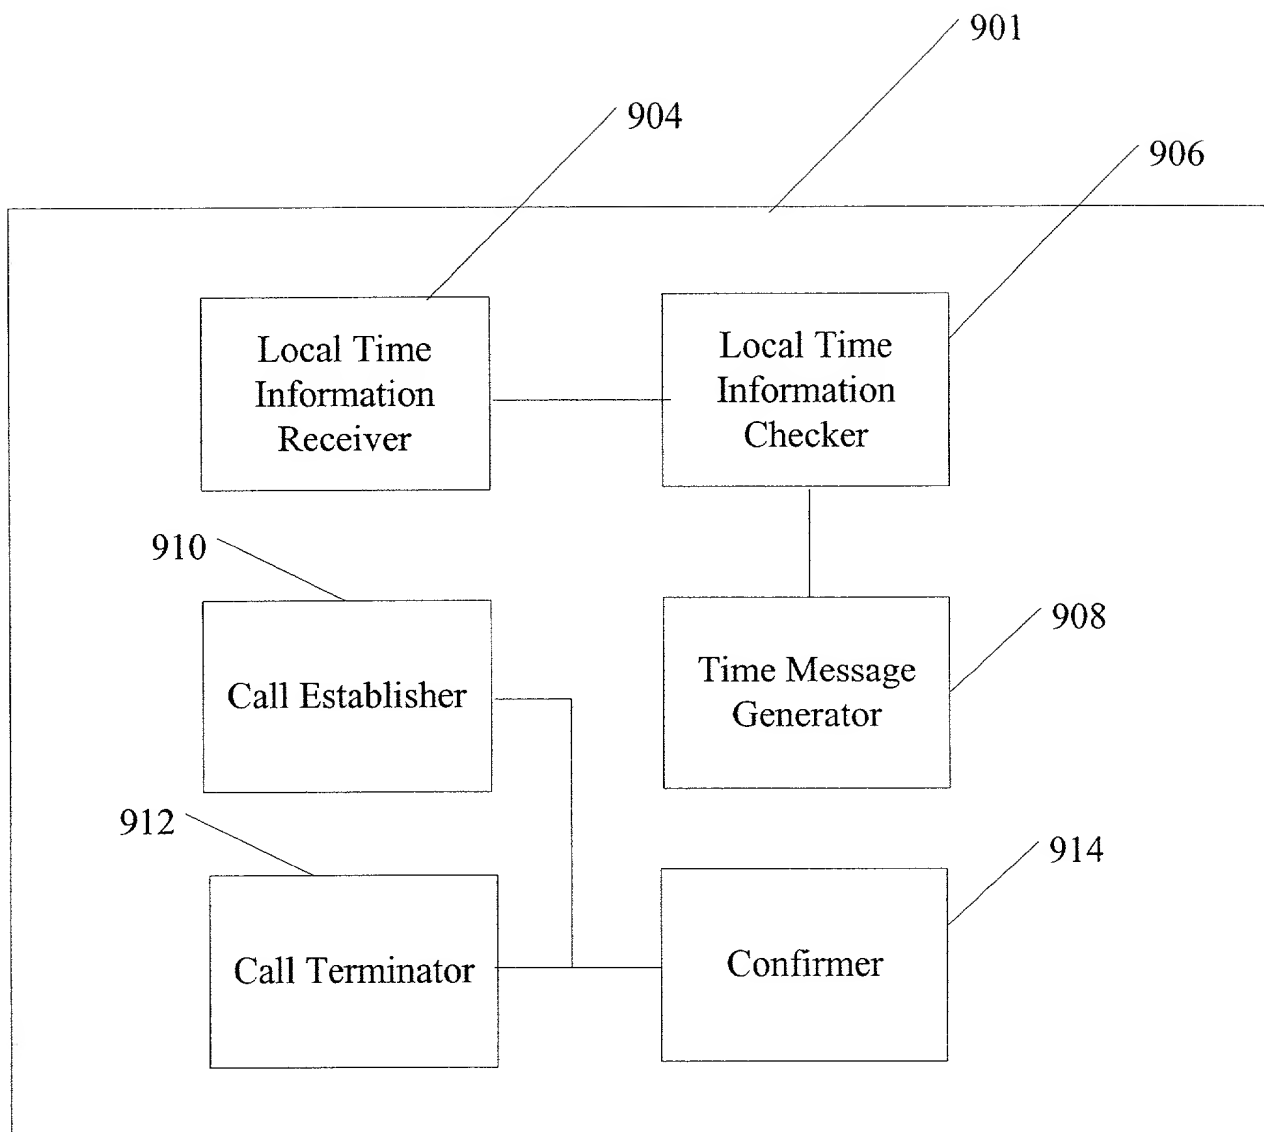 901
904
906
Local Time
Information
Receiver
Local Time
Information
Checker
910
908
Call Establisher
Time Message
Generator
912
914
Call Terminator
Confirmer